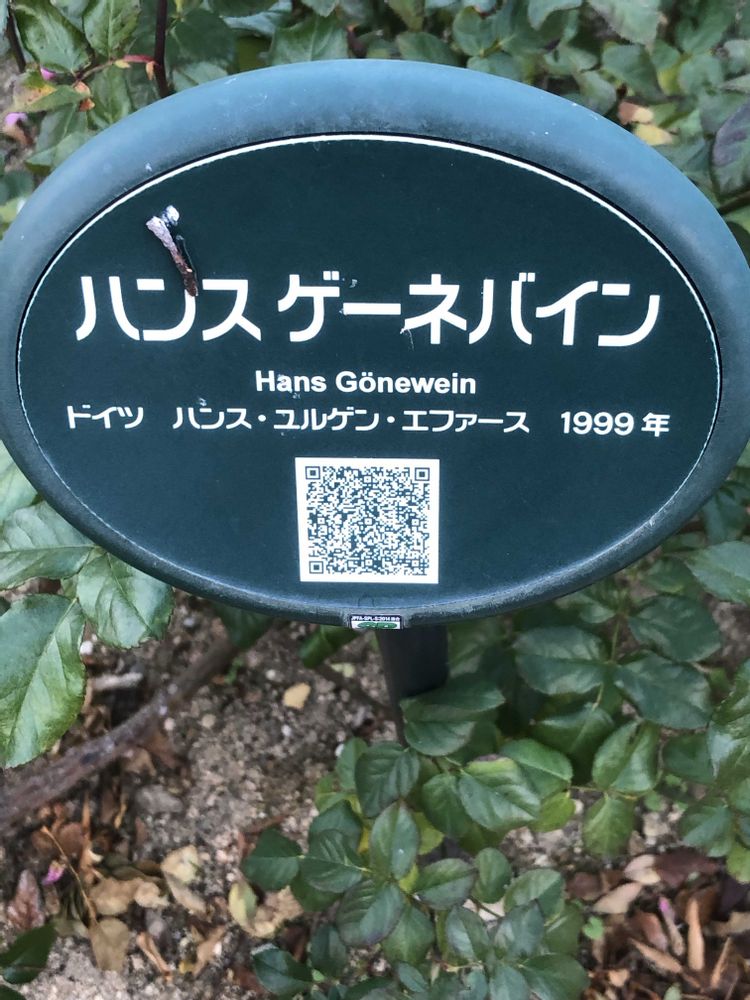 ハンス ゲーネバイン
Hans Gönewein
ドイツ　ハンス・ユルゲン・エファース　1999 年